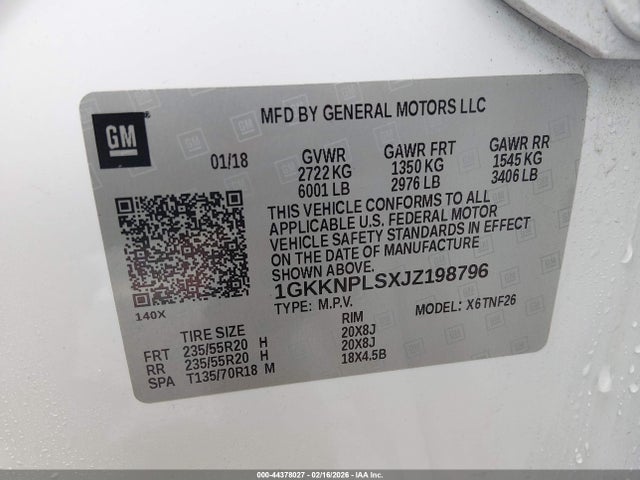 GM
MFD BY GENERAL MOTORS LLC
01/18
GVWR
2722 KG
6001 LB
GAWR FRT
1350 KG
2976 LB
GAWR RR
1545 KG
3406 LB
THIS VEHICLE CONFORMS TO ALL
APPLICABLE U.S. FEDERAL MOTOR
VEHICLE SAFETY STANDARDS IN EFFECT
ON THE DATE OF MANUFACTURE
SHOWN ABOVE.
1GKKNPLSXJZ198796
TYPE: M.P.V.
MODEL: X6TNF26
140X
TIRE SIZE RIM
FRT 235/55R20 H 20X8J
RR 235/55R20 H 20X8J
SPA T135/70R18 M 18X4.5B
000-44378027 - 02/16/2026 - IAA Inc.